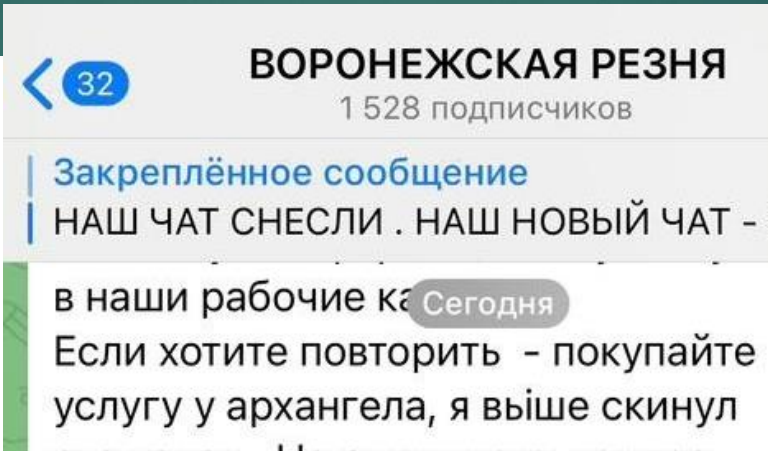 32
ВОРОНЕЖСКАЯ РЕЗНЯ
1 528 подписчиков
Закреплённое сообщение
НАШ ЧАТ СНЕСЛИ . НАШ НОВЫЙ ЧАТ -
в наши рабочие
Сегодня
Если хотите повторить - покупайте
услугу у архангела, я выіше скинул